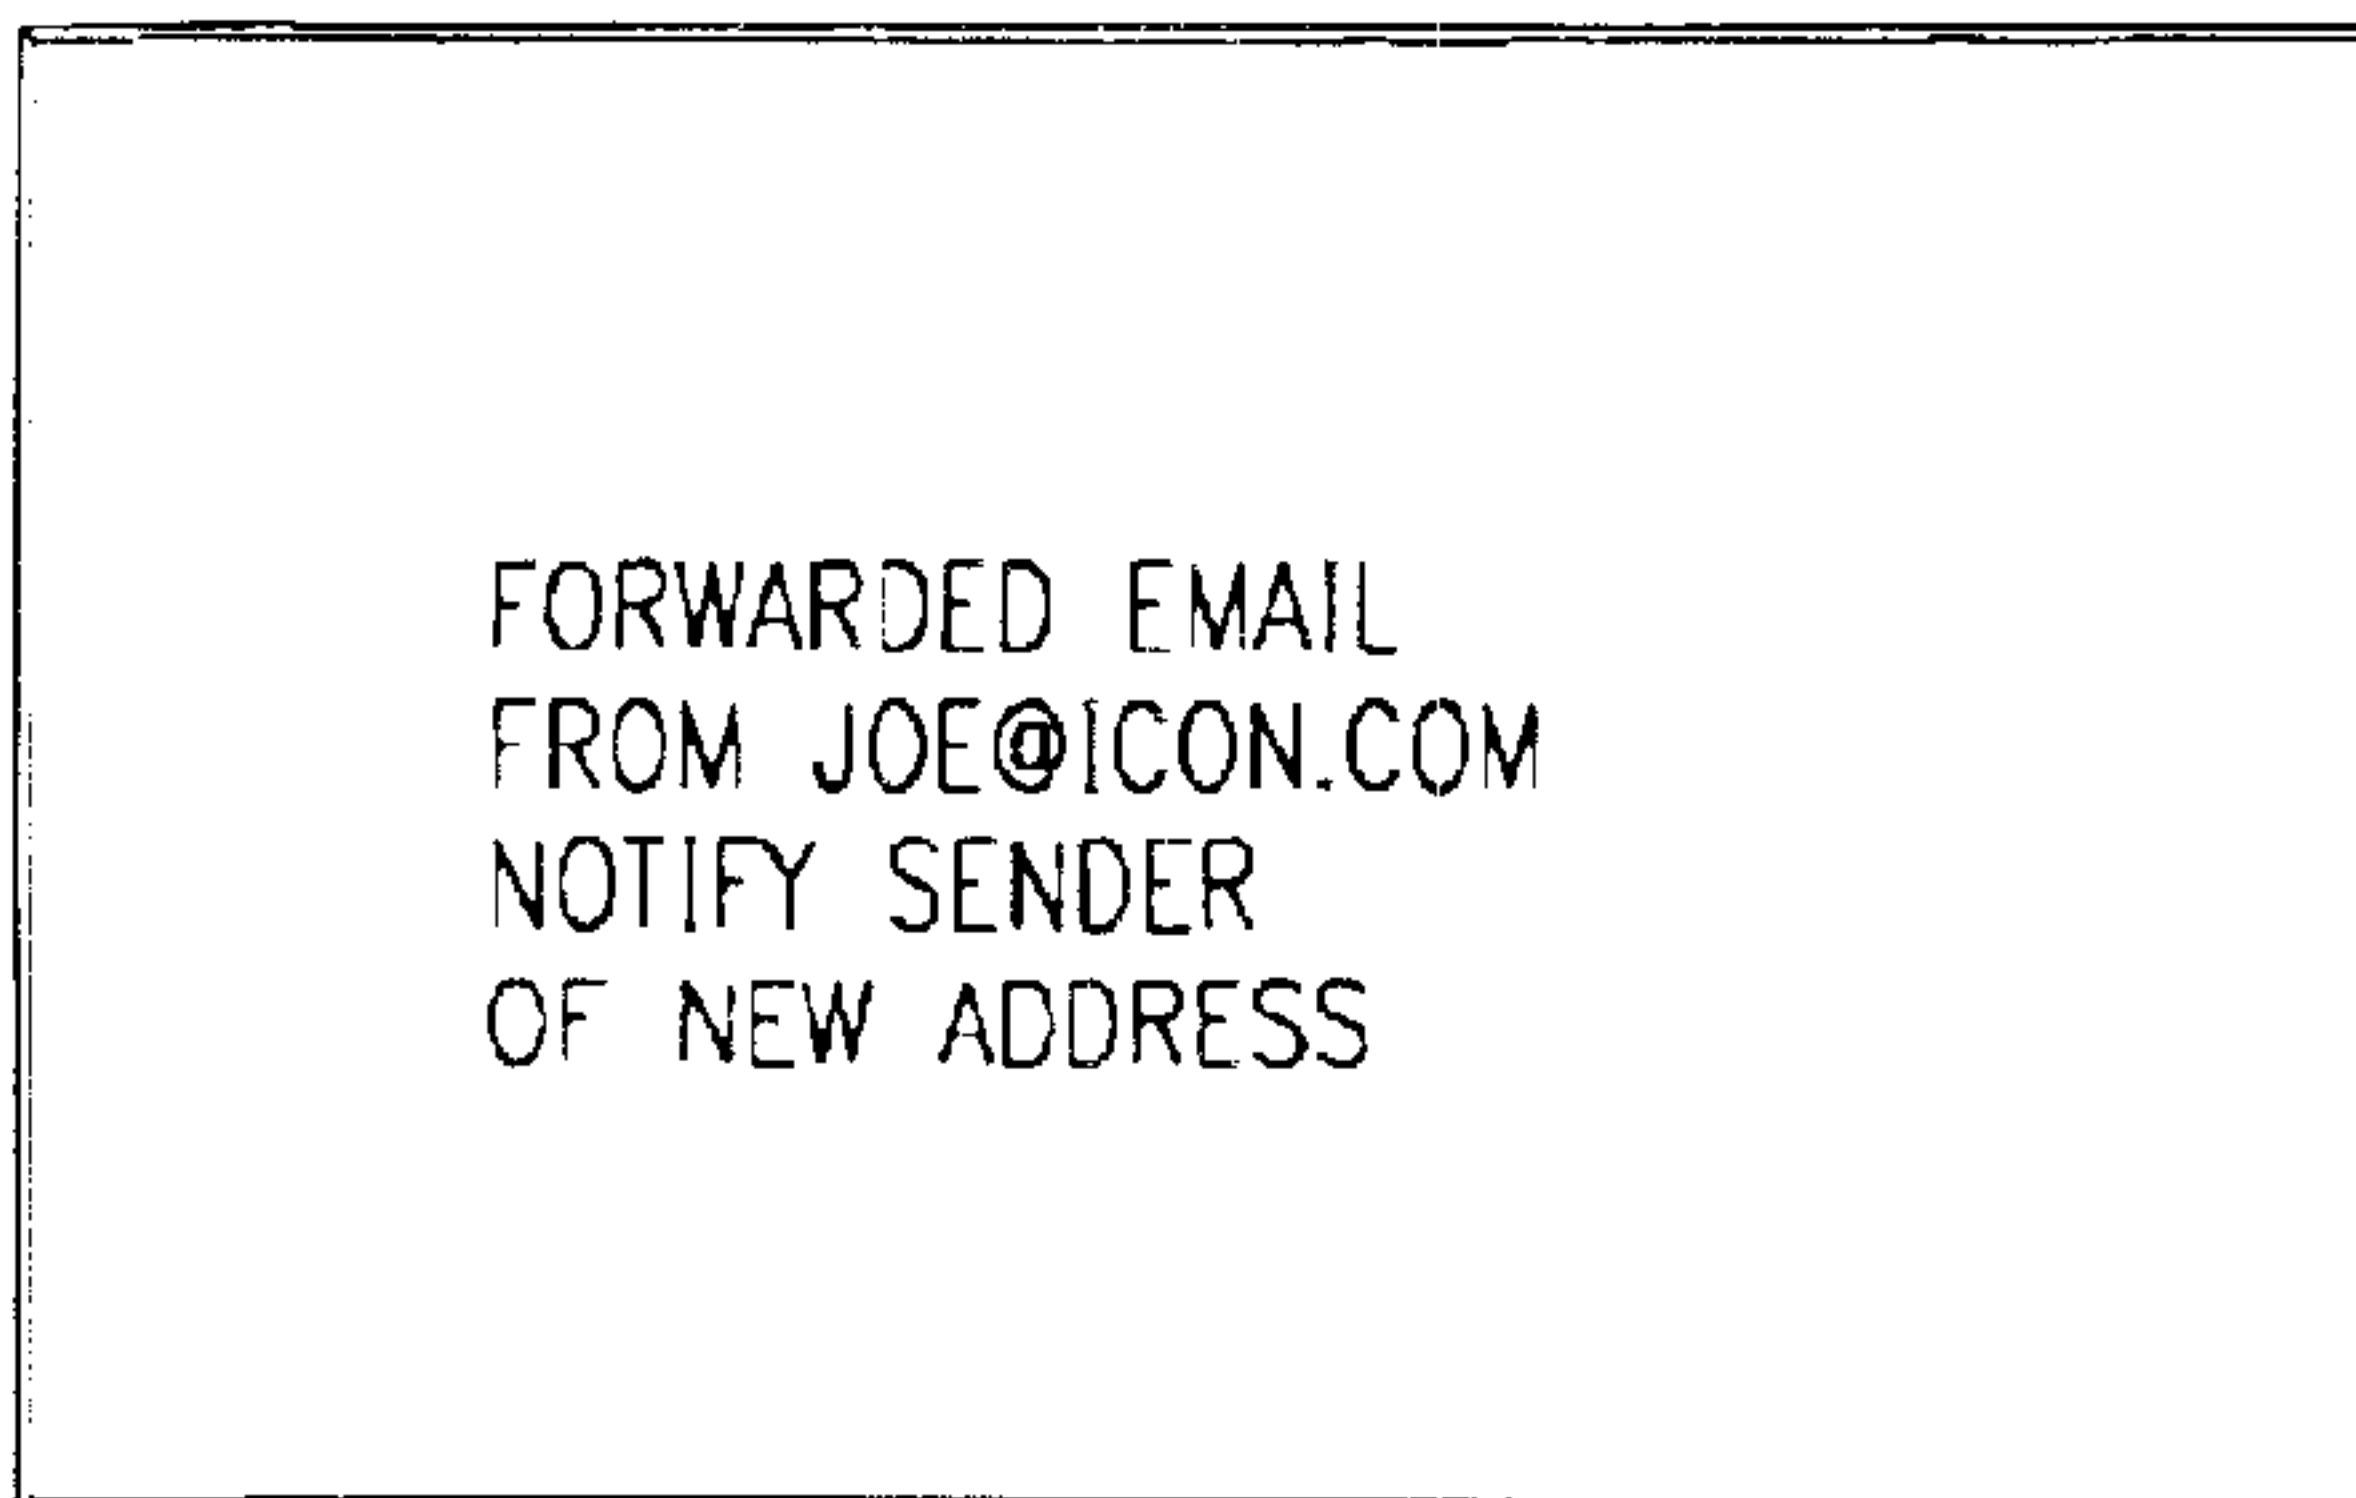 FORWARDED EMAIL
FROM JOE@ICON.COM
NOTIFY SENDER
OF NEW ADDRESS